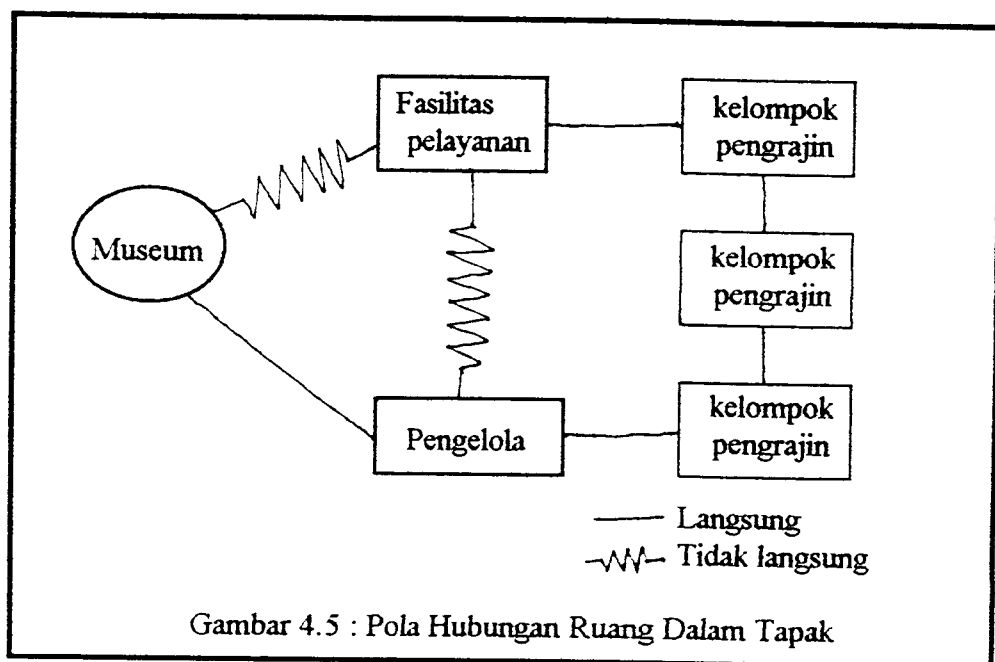 Fasilitas
pelayanan
kelompok
pengrajin
Museum
kelompok
pengrajin
Pengelola
kelompok
pengrajin
Langsung
Tidak langsung
Gambar 4.5 : Pola Hubungan Ruang Dalam Tapak